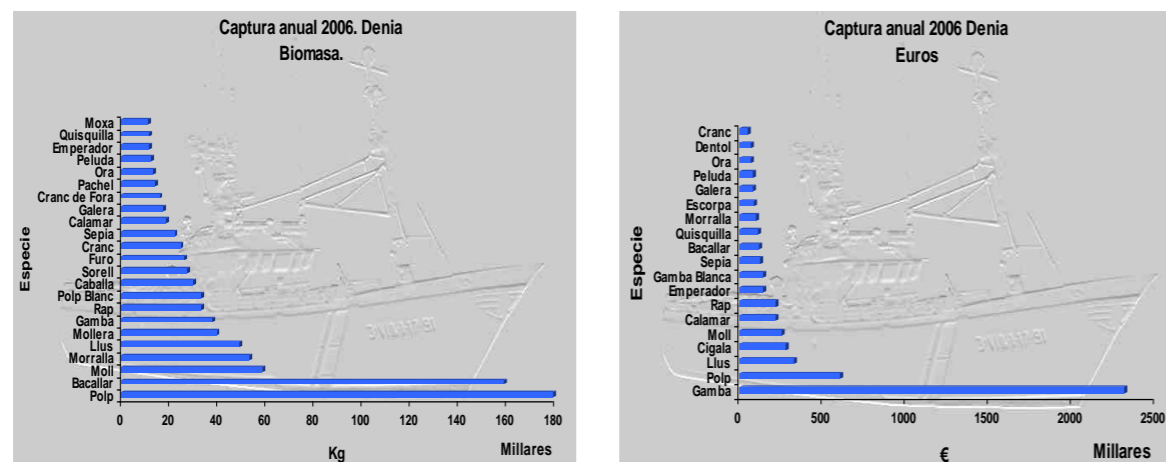 Captura anual 2006. Denia
Biomasa.
Especie
Moxa
Quisquilla
Emperador
Peluda
Ora
Pachel
Cranc de Fora
Galera
Calamar
Sepia
Cranc
Furo
Sorell
Caballa
Polp Blanc
Rap
Gamba
Mollera
Llus
Morralla
Moll
Bacallar
Polp
0 20 40 60 80 100 120 140 160 180
Kg
Millares
Captura anual 2006 Denia
Euros
Especie
Cranc
Dentol
Ora
Peluda
Galera
Escorpa
Morralla
Quisquilla
Bacallar
Sepia
Gamba Blanca
Emperador
Rap
Calamar
Moll
Cigala
Llus
Polp
Gamba
0 500 1000 1500 2000 2500
€
Millares